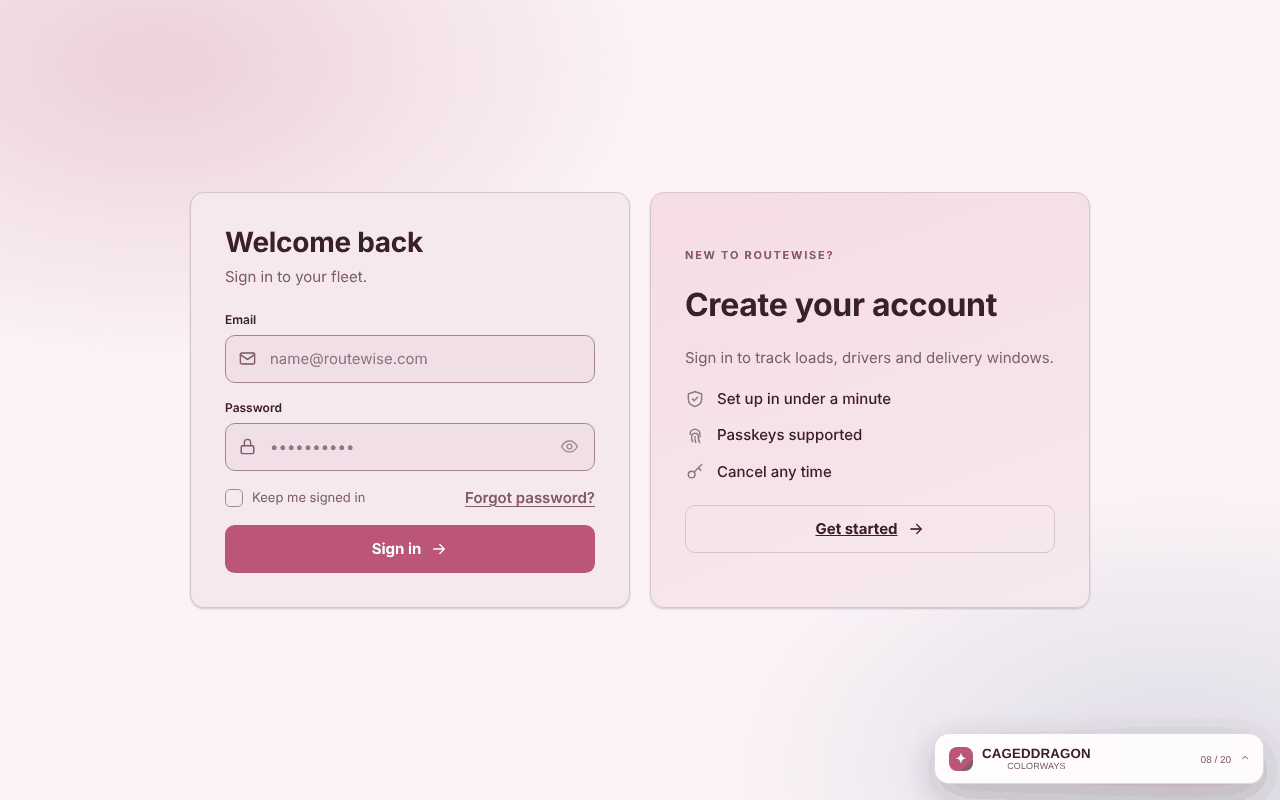 Welcome back
Sign in to your fleet.
Email
name@routewise.com
Password
••••••••••
Keep me signed in
Forgot password?
Sign in
NEW TO ROUTEWISE?
Create your account
Sign in to track loads, drivers and delivery windows.
Set up in under a minute
Passkeys supported
Cancel any time
Get started
CAGEDDRAGON
COLORWAYS
08 / 20